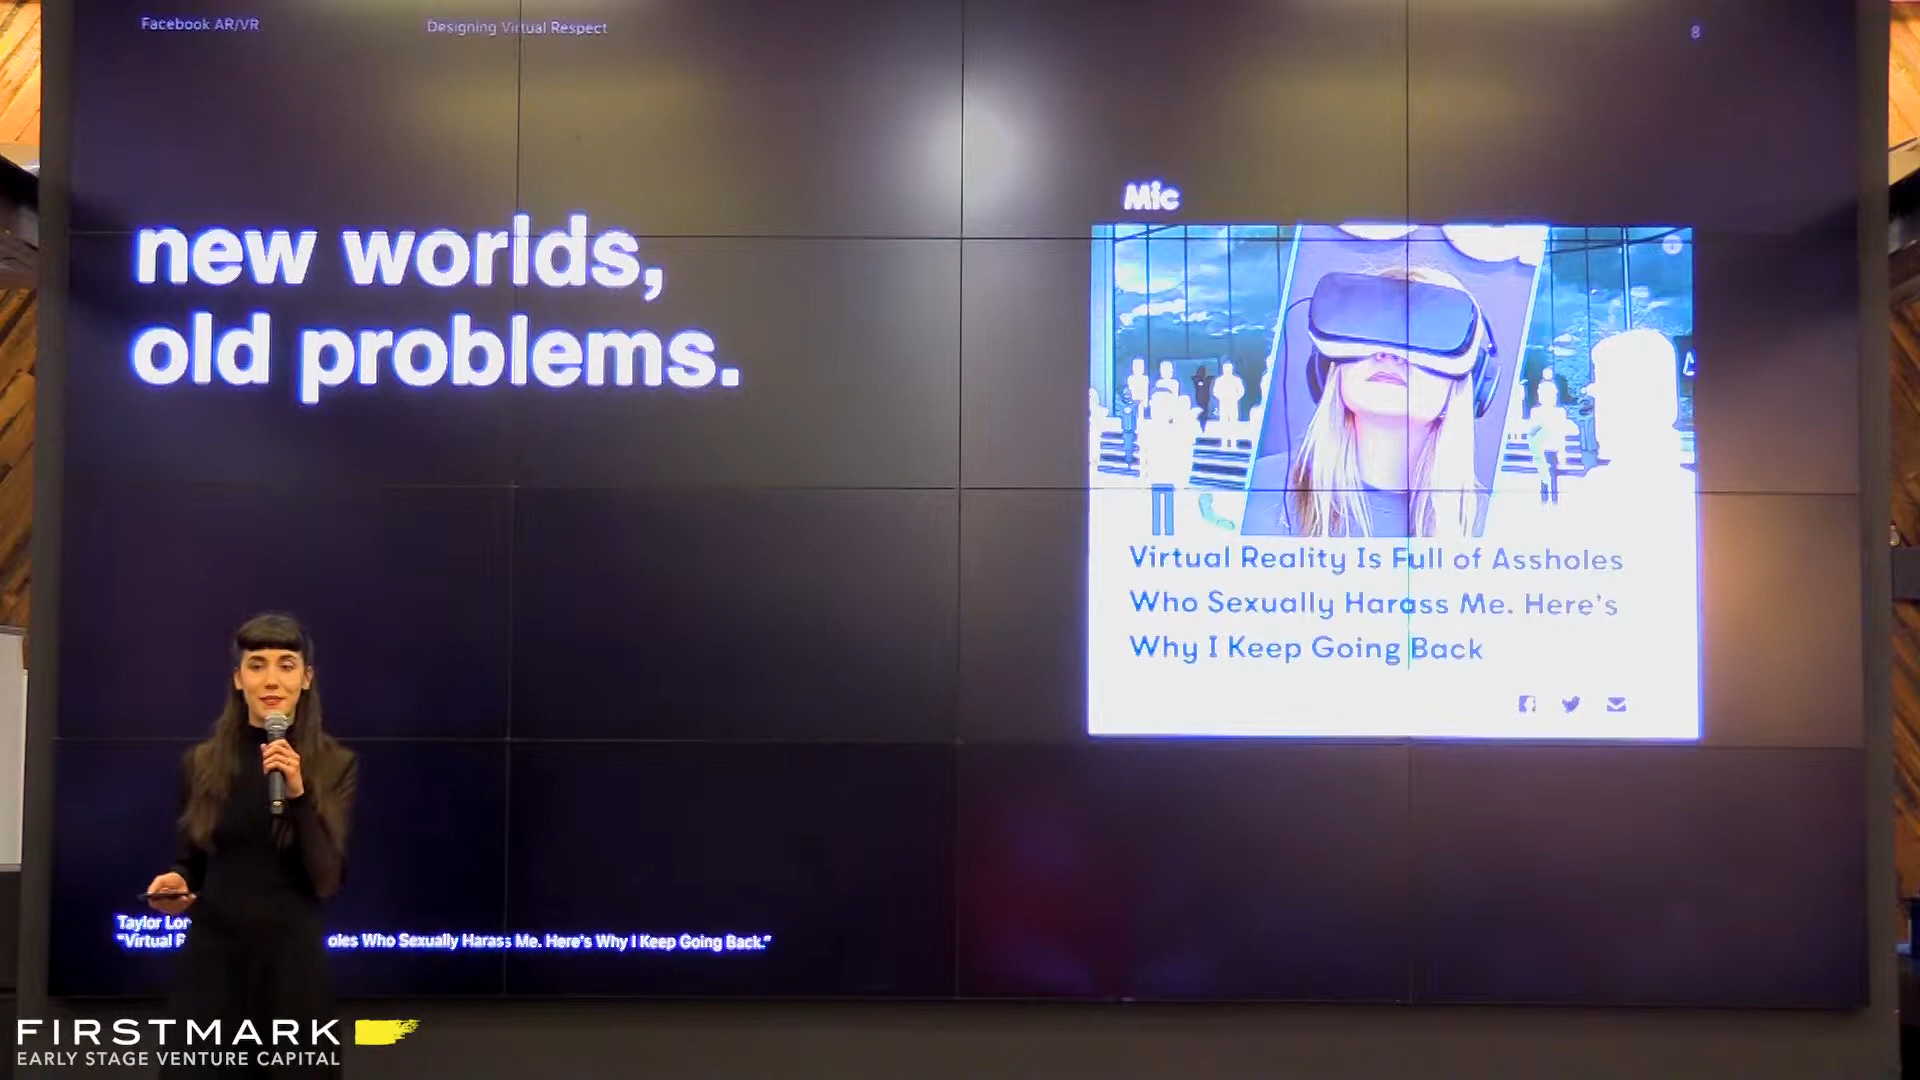 Facebook AR/VR
Designing Virtual Respect
8
new worlds,
old problems.
Mic
Virtual Reality Is Full of Assholes
Who Sexually Harass Me. Here's
Why I Keep Going Back
Taylor
"Virtual
Who Sexually Harass Me. Here's Why I Keep Going Back."
FIRSTMARK
EARLY STAGE VENTURE CAPITAL